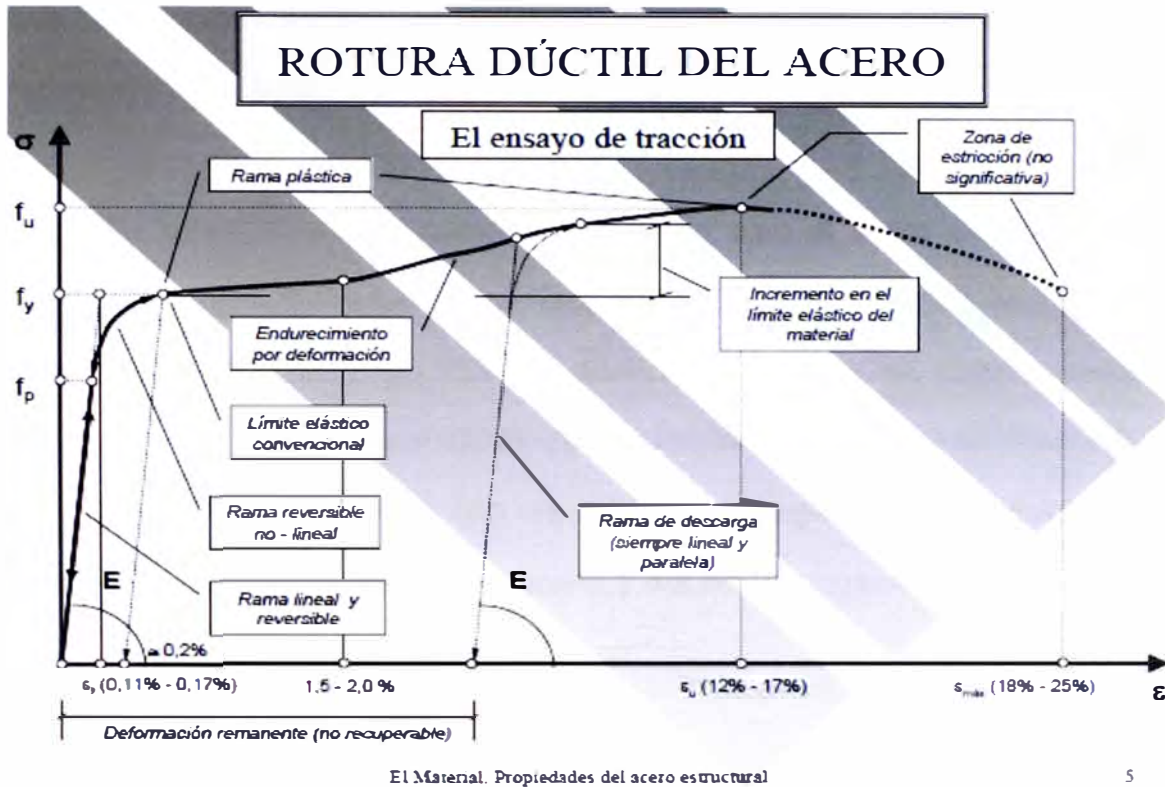 ROTURA DÚCTIL DEL ACERO
El ensayo de tracción
σ
Rama plástica
Zona de
estricción (no
significativa)
f_u
f_y
Incremento en el
límite elástico del
material
Endurecimiento
por deformación
f_p
Límite elástico
convencional
Rama reversible
no - lineal
Rama de descarga
(siempre lineal y
paralela)
E
E
Rama lineal y
reversible
≃ 0,2%
ε_p (0,11% - 0,17%)
1,5 - 2,0 %
ε_u (12% - 17%)
ε_máx (18% - 25%)
ε
Deformación remanente (no recuperable)
El Material. Propiedades del acero estructural
5